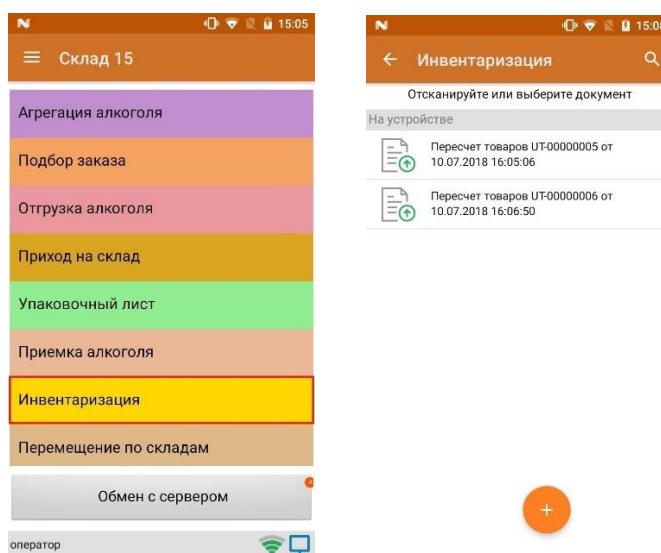 15:05
Склад 15
Агрегация алкоголя
Подбор заказа
Отгрузка алкоголя
Приход на склад
Упаковочный лист
Приемка алкоголя
Инвентаризация
Перемещение по складам
Обмен с сервером
оператор
15:08
Инвентаризация
Отсканируйте или выберите документ
На устройстве
Пересчет товаров UT-00000005 от
10.07.2018 16:05:06
Пересчет товаров UT-00000006 от
10.07.2018 16:06:50
+